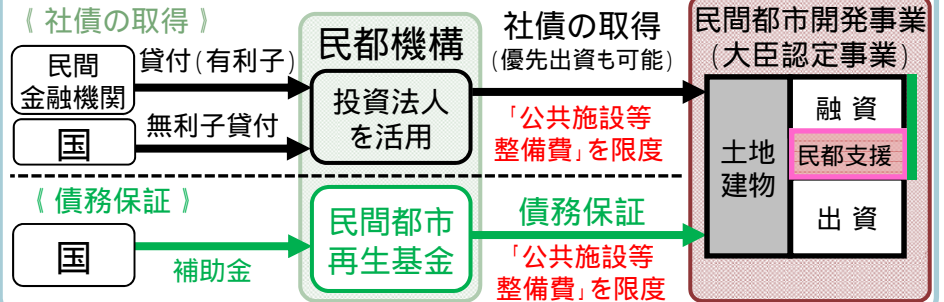 《 社債の取得 》
民間
金融機関
貸付(有利子)
国
無利子貸付
民都機構
投資法人
を活用
社債の取得
(優先出資も可能)
「公共施設等
整備費」を限度
民間都市開発事業
(大臣認定事業)
土地
建物
融 資
民都支援
出 資
《 債務保証 》
国
補助金
民間都市
再生基金
債務保証
「公共施設等
整備費」を限度